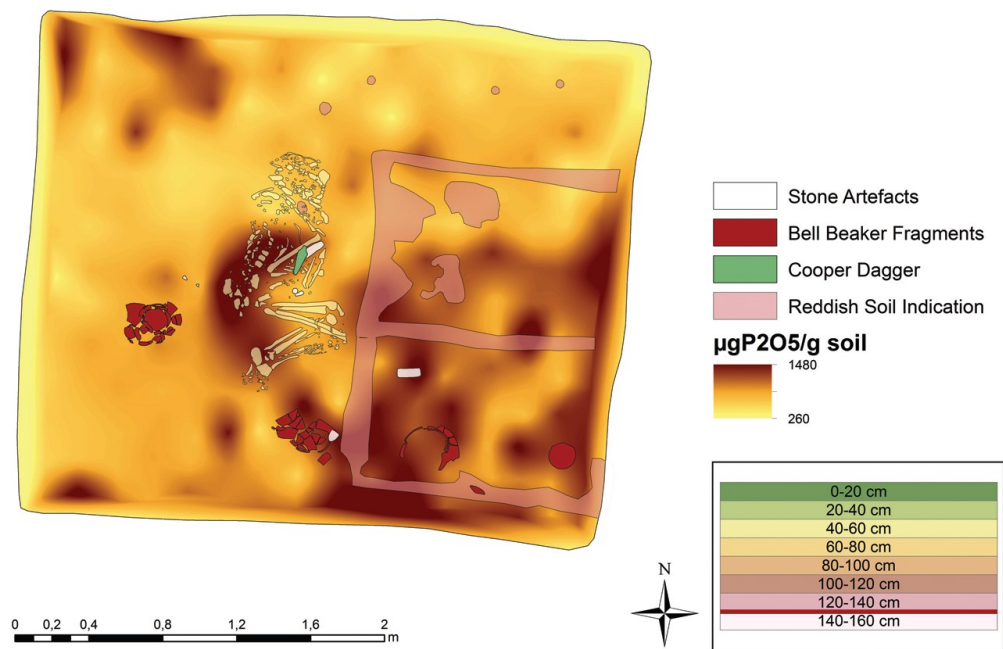 Stone Artefacts
Bell Beaker Fragments
Cooper Dagger
Reddish Soil Indication
µgP2O5/g soil
1480
260
0-20 cm
20-40 cm
40-60 cm
60-80 cm
80-100 cm
100-120 cm
120-140 cm
140-160 cm
N
0 0,2 0,4 0,8 1,2 1,6 2
m